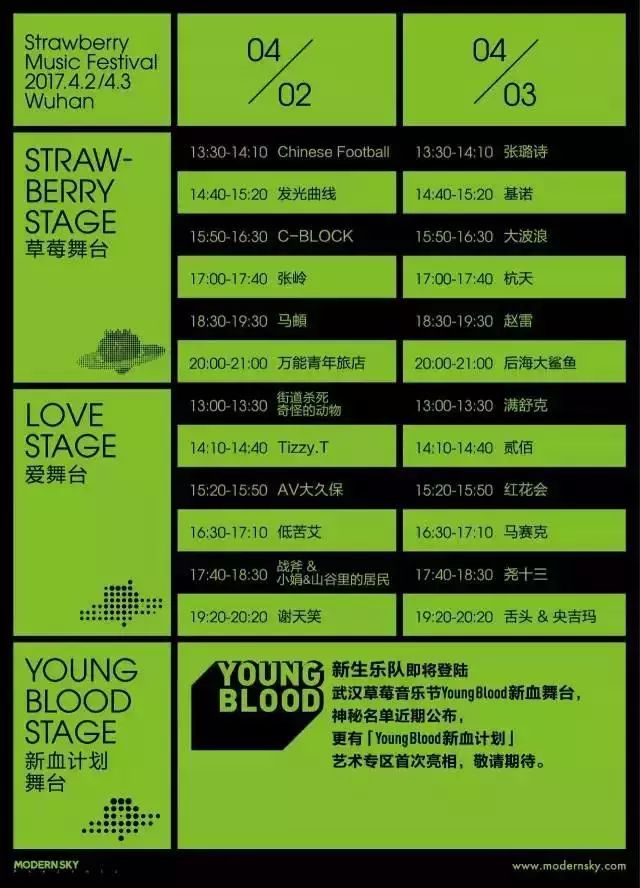 Strawberry
Music Festival
2017.4.2/4.3
Wuhan
04/02
04/03
STRAW-
BERRY
STAGE
草莓舞台
13:30-14:10 Chinese Football
13:30-14:10 张璐诗
14:40-15:20 发光曲线
14:40-15:20 基诺
15:50-16:30 C-BLOCK
15:50-16:30 大波浪
17:00-17:40 张岭
17:00-17:40 杭天
18:30-19:30 马頔
18:30-19:30 赵雷
20:00-21:00 万能青年旅店
20:00-21:00 后海大鲨鱼
LOVE
STAGE
爱舞台
13:00-13:30 街道杀死
奇怪的动物
13:00-13:30 满舒克
14:10-14:40 Tizzy.T
14:10-14:40 贰佰
15:20-15:50 AV大久保
15:20-15:50 红花会
16:30-17:10 低苦艾
16:30-17:10 马赛克
17:40-18:30 战斧 &
小娟&山谷里的居民
17:40-18:30 尧十三
19:20-20:20 谢天笑
19:20-20:20 舌头 & 央吉玛
YOUNG
BLOOD
STAGE
新血计划
舞台
YOUNG
BLOOD
新生乐队即将登陆
武汉草莓音乐节YoungBlood新血舞台，
神秘名单近期公布，
更有「YoungBlood新血计划」
艺术专区首次亮相，敬请期待。
MODERNSKY
www.modernsky.com